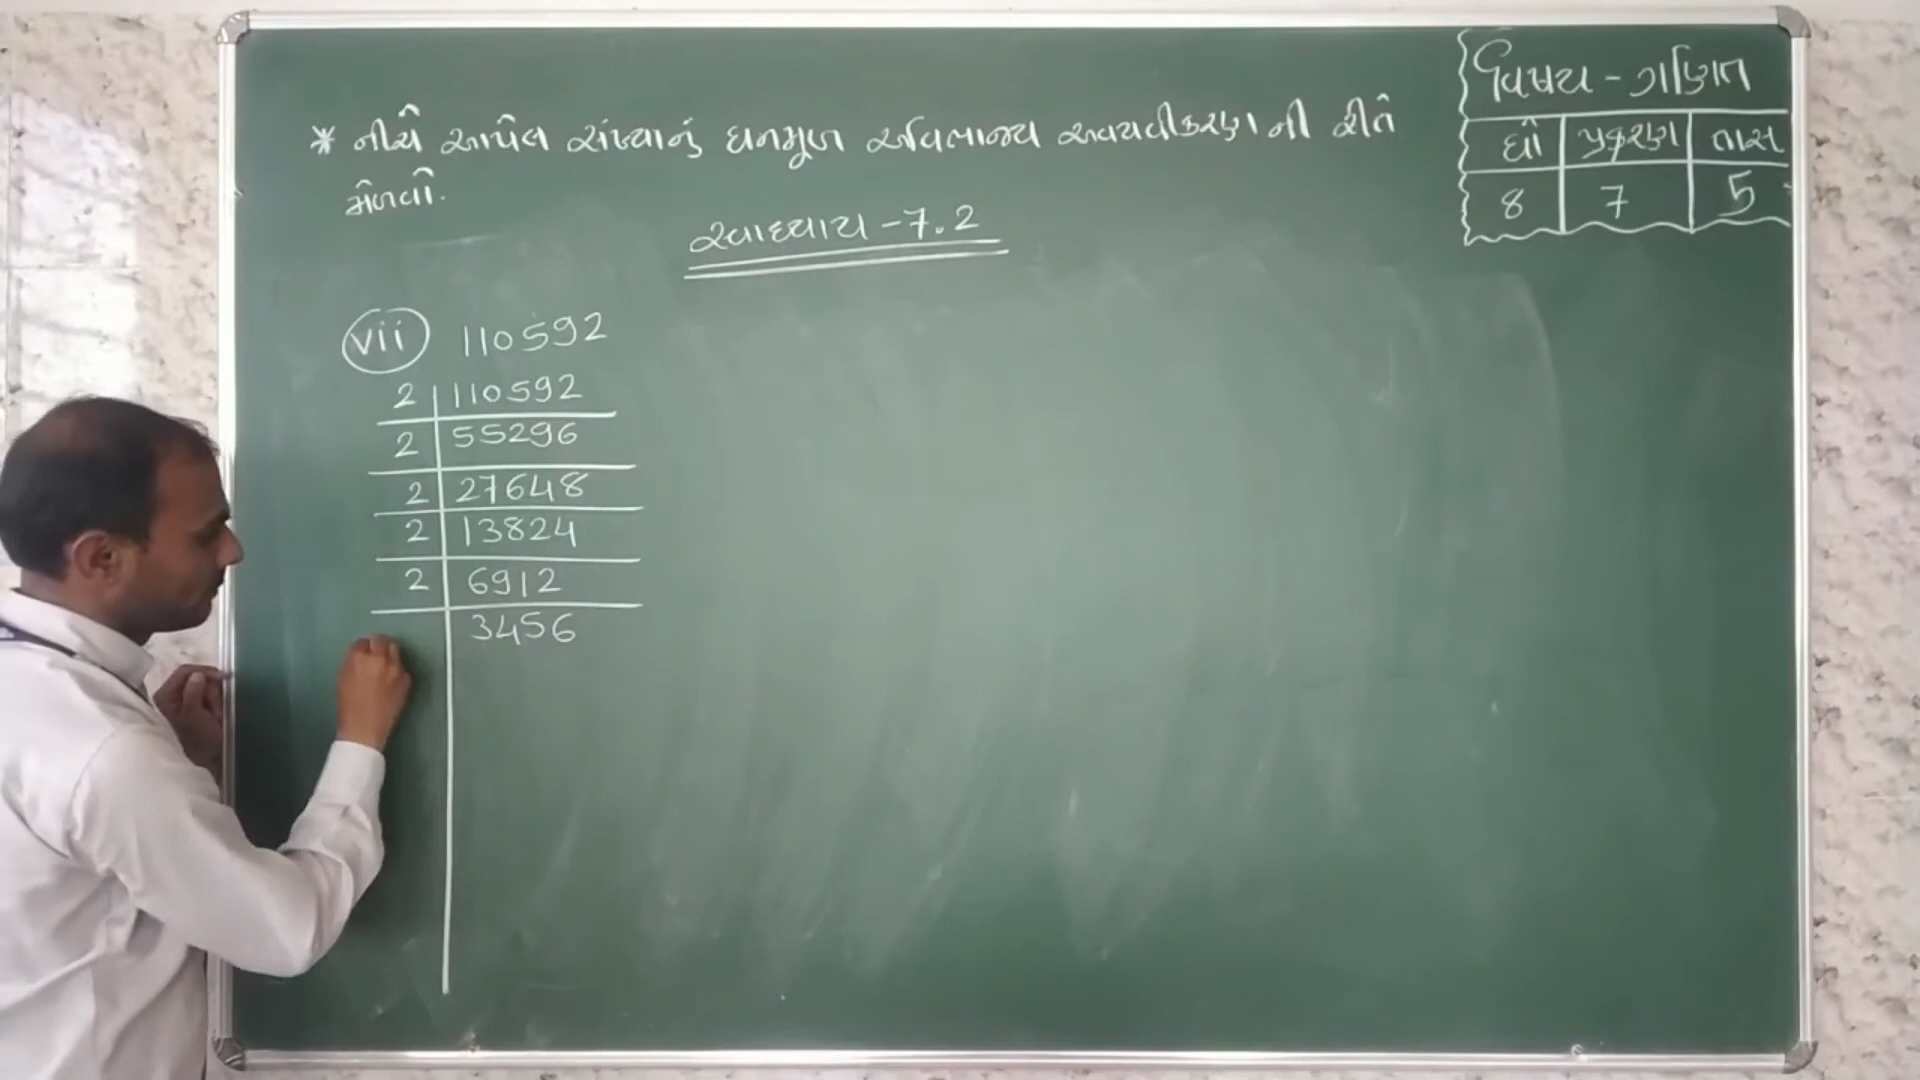 * નીચે આપેલ સંખ્યાનું ઘનમુળ અવિભાજ્ય અવયવીકરણ ની રીતે
મેળવો.
સ્વાધ્યાય - 7.2
વિષય - ગણિત
ધો પ્રકરણ તાસ
8 7 5
vii 110592
2 110592
2 55296
2 27648
2 13824
2 6912
3456